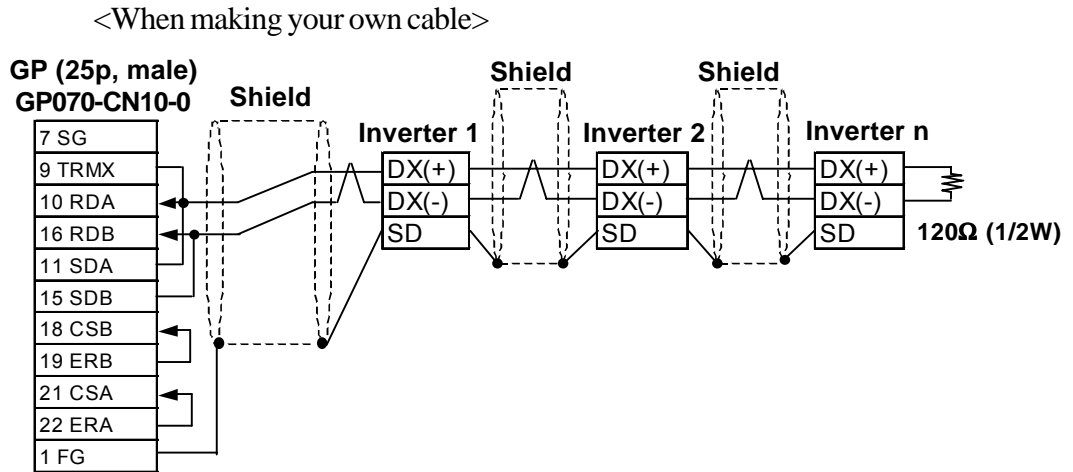 <When making your own cable>
GP (25p, male)
GP070-CN10-0
Shield
Shield
Shield
7 SG
9 TRMX
10 RDA
16 RDB
11 SDA
15 SDB
18 CSB
19 ERB
21 CSA
22 ERA
1 FG
Inverter 1
DX(+)
DX(-)
SD
Inverter 2
DX(+)
DX(-)
SD
Inverter n
DX(+)
DX(-)
SD
120Ω (1/2W)